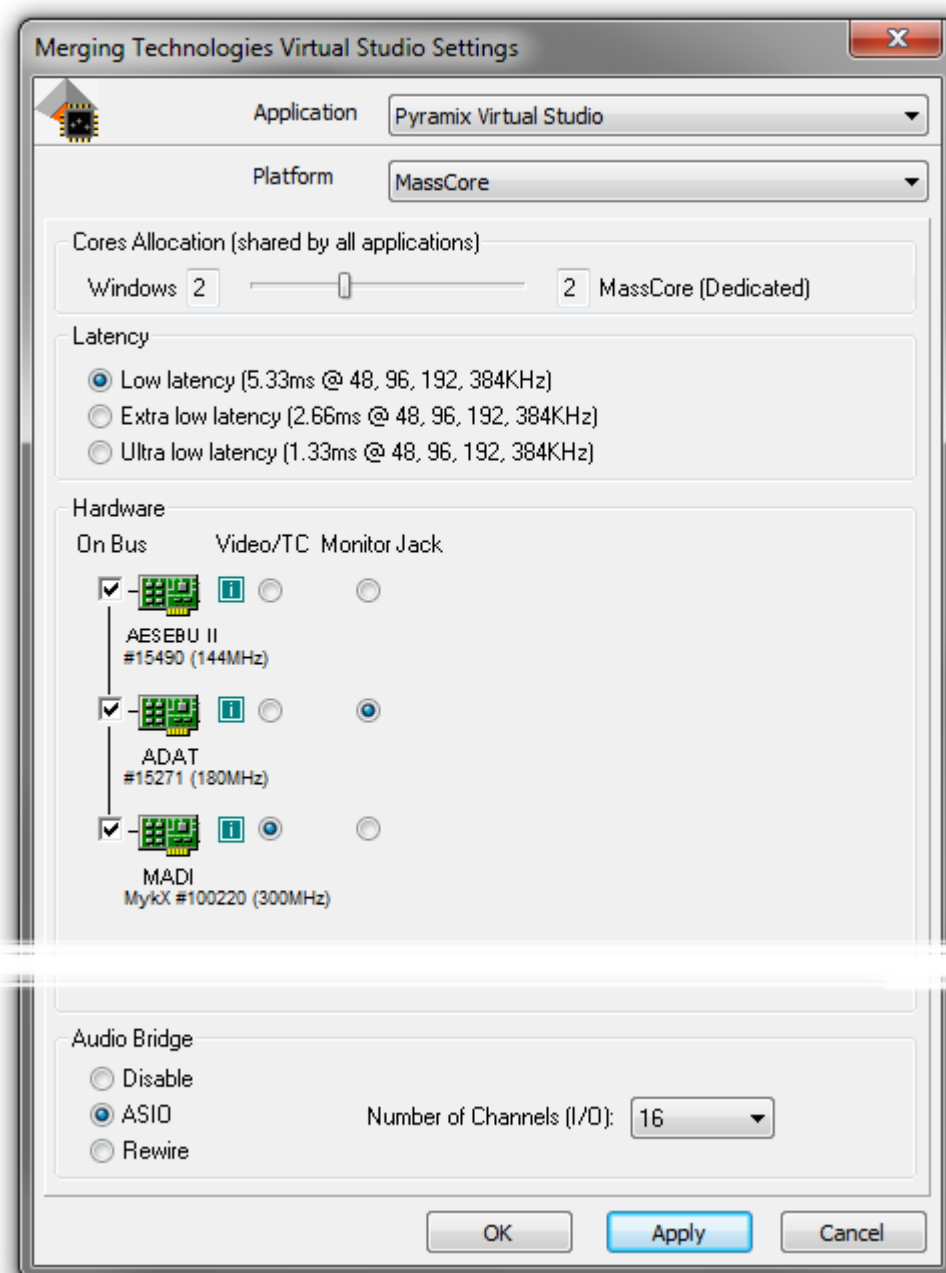 Merging Technologies Virtual Studio Settings
Application Pyramix Virtual Studio
Platform MassCore
Cores Allocation (shared by all applications)
Windows 2 2 MassCore (Dedicated)
Latency
Low latency (5.33ms @ 48, 96, 192, 384KHz)
Extra low latency (2.66ms @ 48, 96, 192, 384KHz)
Ultra low latency (1.33ms @ 48, 96, 192, 384KHz)
Hardware
On Bus Video/TC Monitor Jack
i
AESEBU II
#15490 (144MHz)
i
ADAT
#15271 (180MHz)
i
MADI
MykX #100220 (300MHz)
Audio Bridge
Disable
ASIO Number of Channels (I/O): 16
Rewire
OK Apply Cancel